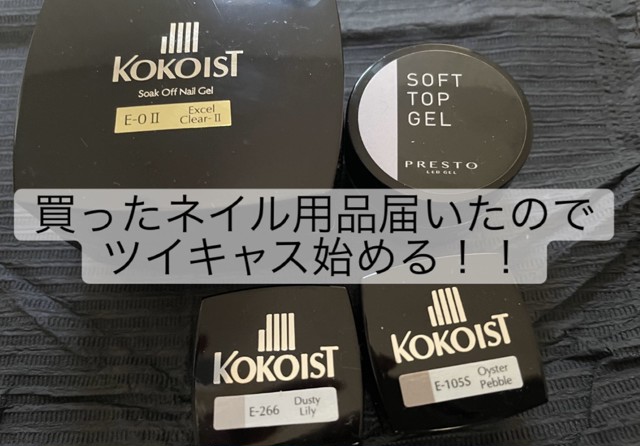 KOKOIST
Soak Off Nail Gel
E-0 II Excel Clear-II
SOFT
TOP
GEL
PRESTO
LED GEL
買ったネイル用品届いたので
ツイキャス始める！！
KOKOIST
E-266 Dusty Lily
KOKOIST
E-105S Oyster Pebble